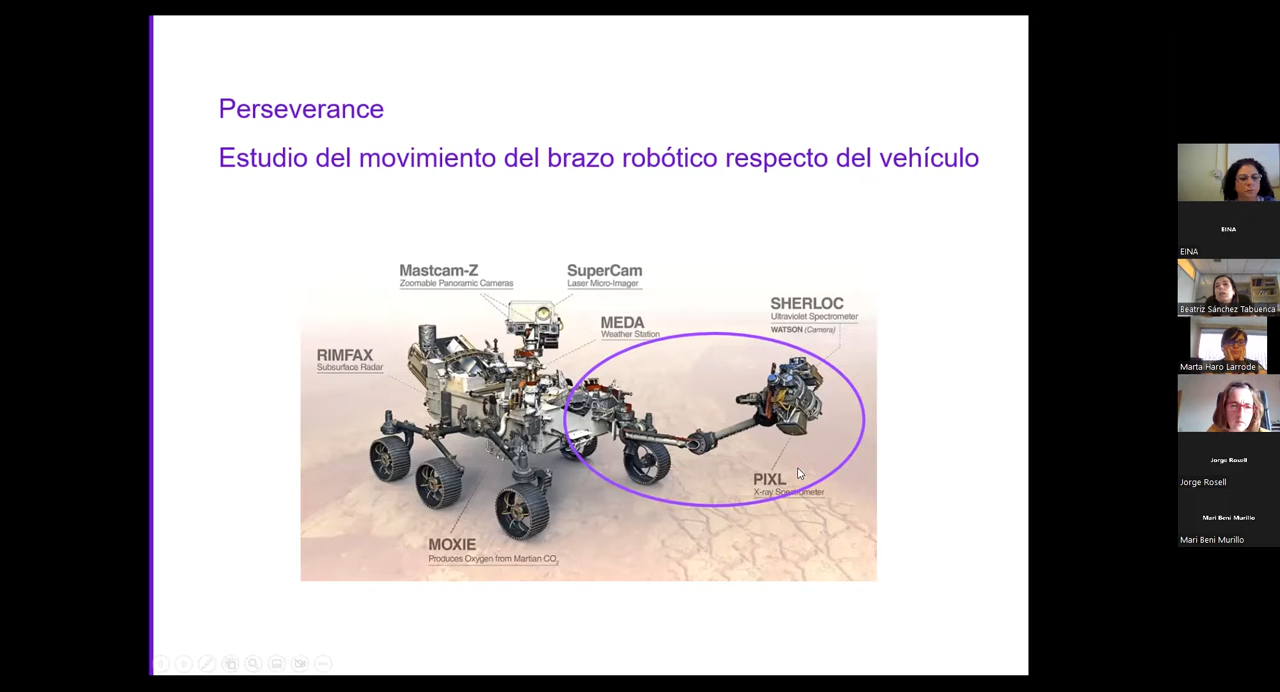 Perseverance
Estudio del movimiento del brazo robótico respecto del vehículo
Mastcam-Z
Zoomable Panoramic Cameras
SuperCam
Laser Micro-Imager
SHERLOC
Ultraviolet Spectrometer
WATSON (Camera)
MEDA
Weather Station
RIMFAX
Subsurface Radar
PIXL
X-ray Spectrometer
MOXIE
Produces Oxygen from Martian CO2
EINA
EINA
Beatriz Sánchez Tabuenca
Marta Haro Larrode
Jorge Rosell
Jorge Rosell
Mari Beni Murillo
Mari Beni Murillo